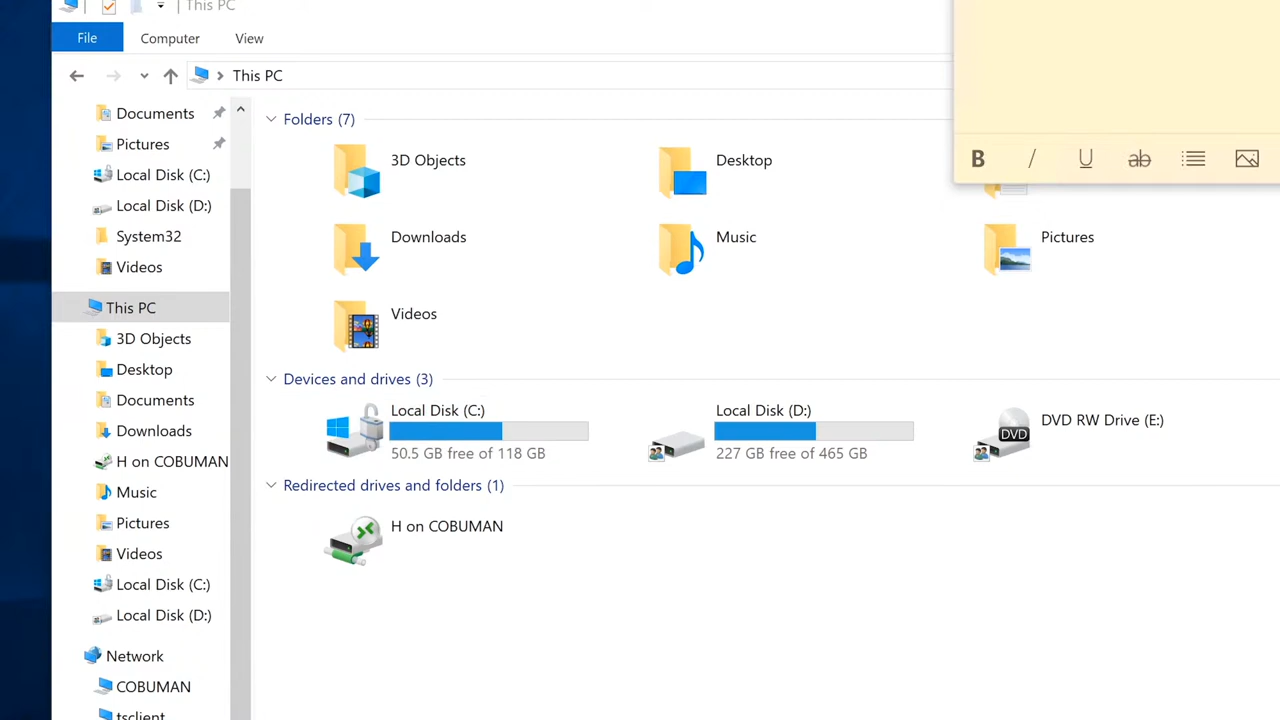 This PC
File Computer View
This PC
Documents
Pictures
Local Disk (C:)
Local Disk (D:)
System32
Videos
This PC
3D Objects
Desktop
Documents
Downloads
H on COBUMAN
Music
Pictures
Videos
Local Disk (C:)
Local Disk (D:)
Network
COBUMAN
tsclient
Folders (7)
3D Objects
Desktop
Downloads
Music
Pictures
Videos
Devices and drives (3)
Local Disk (C:)
50.5 GB free of 118 GB
Local Disk (D:)
227 GB free of 465 GB
DVD
DVD RW Drive (E:)
Redirected drives and folders (1)
H on COBUMAN
B / U ab